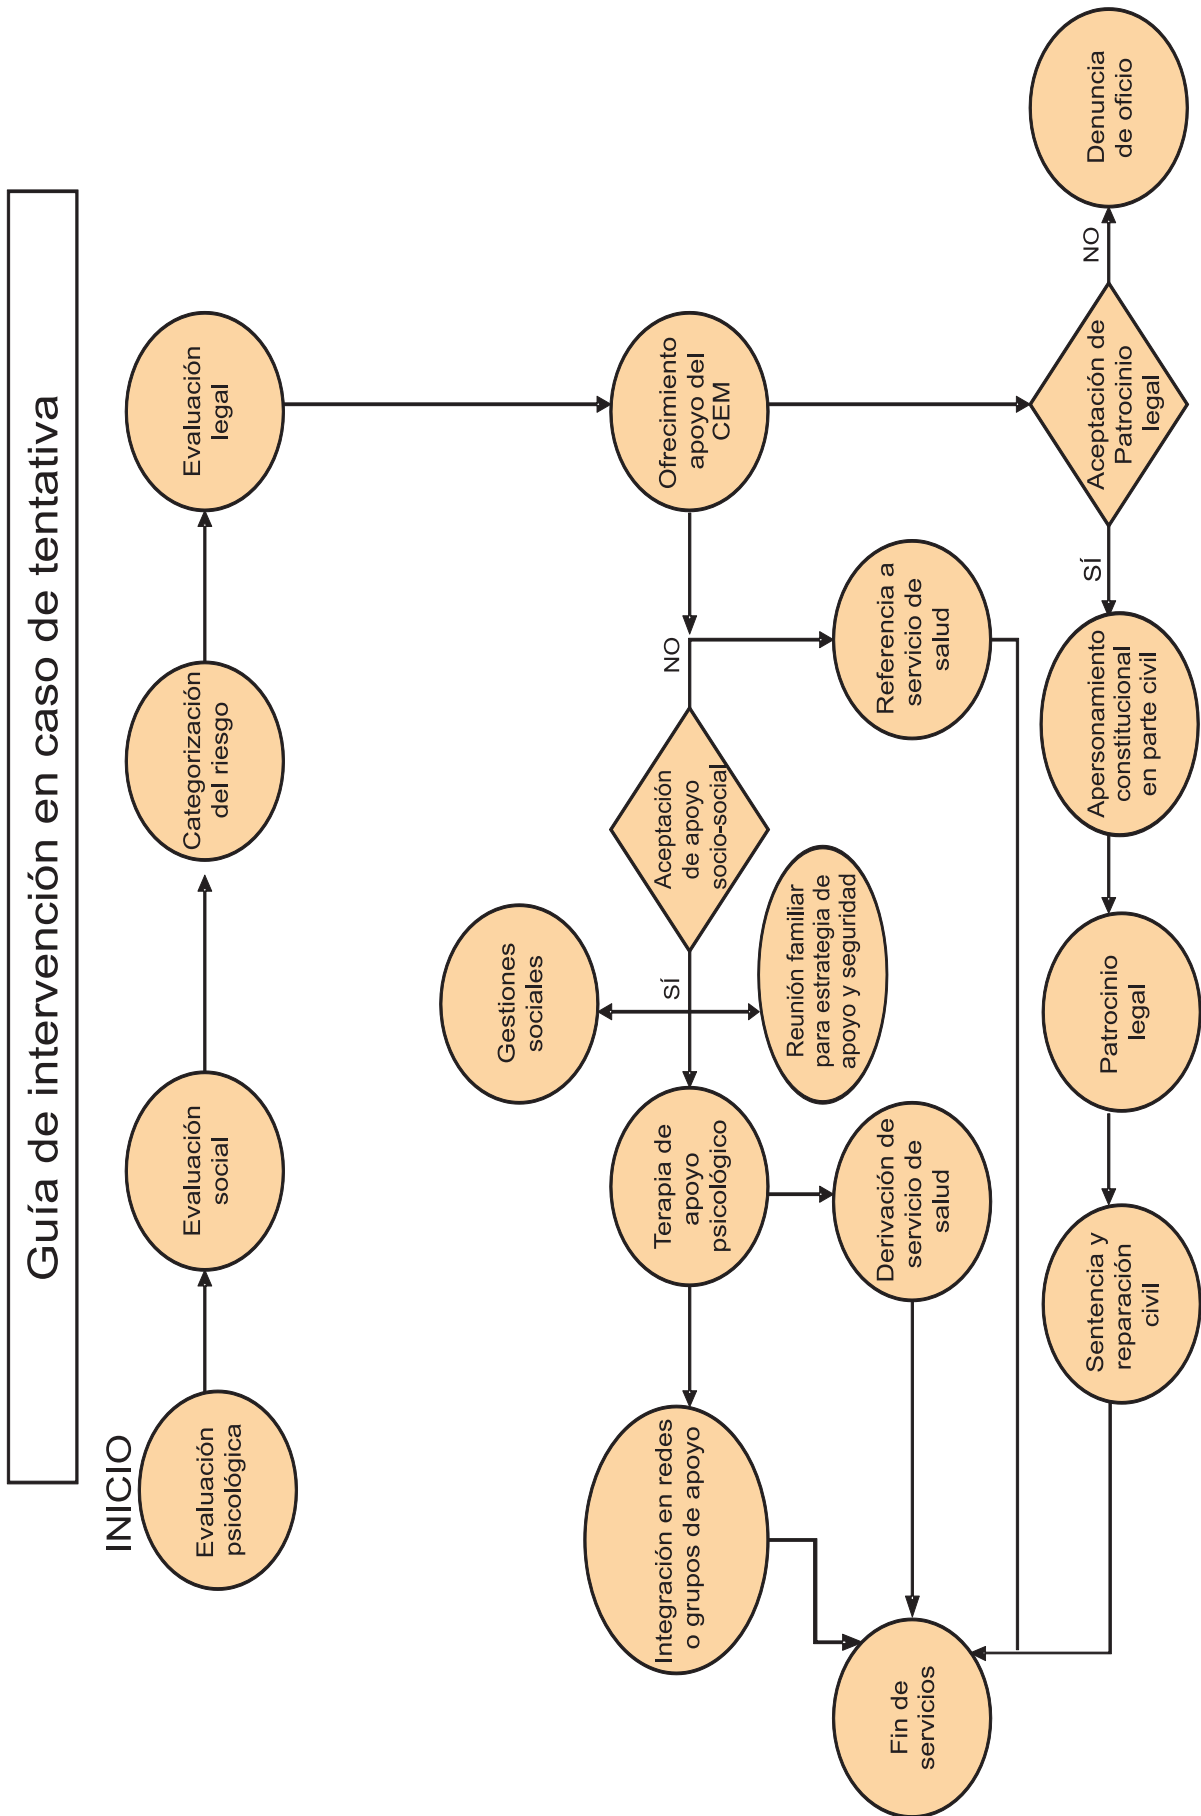 Guía de intervención en caso de tentativa
INICIO
Evaluación
psicológica
Evaluación
social
Categorización
del riesgo
Evaluación
legal
Ofrecimiento
apoyo del
CEM
NO
Aceptación
de apoyo
socio-social
SÍ
Gestiones
sociales
Reunión familiar
para estrategia de
apoyo y seguridad
Terapia de
apoyo
psicológico
Integración en redes
o grupos de apoyo
Referencia a
servicio de
salud
Derivación de
servicio de
salud
Fin de
servicios
Aceptación de
Patrocinio
legal
NO
Denuncia
de oficio
SÍ
Apersonamiento
constitucional
en parte civil
Patrocinio
legal
Sentencia y
reparación
civil